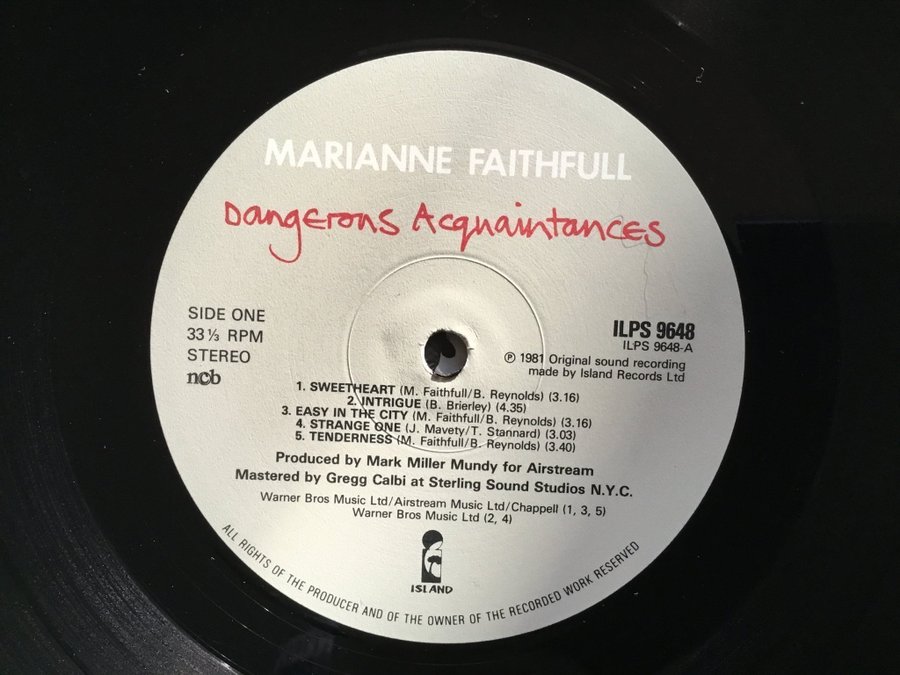 MARIANNE FAITHFULL
Dangerous Acquaintances
SIDE ONE
33⅓ RPM
STEREO
ncb
ILPS 9648
ILPS 9648-A
℗ 1981 Original sound recording
made by Island Records Ltd
1. SWEETHEART (M. Faithfull/B. Reynolds) (3.16)
2. INTRIGUE (B. Brierley) (4.35)
3. EASY IN THE CITY (M. Faithfull/B. Reynolds) (3.16)
4. STRANGE ONE (J. Mavety/T. Stannard) (3.03)
5. TENDERNESS (M. Faithfull/B. Reynolds) (3.40)
Produced by Mark Miller Mundy for Airstream
Mastered by Gregg Calbi at Sterling Sound Studios N.Y.C.
Warner Bros Music Ltd/Airstream Music Ltd/Chappell (1, 3, 5)
Warner Bros Music Ltd (2, 4)
ISLAND
ALL RIGHTS OF THE PRODUCER AND OF THE OWNER OF THE RECORDED WORK RESERVED